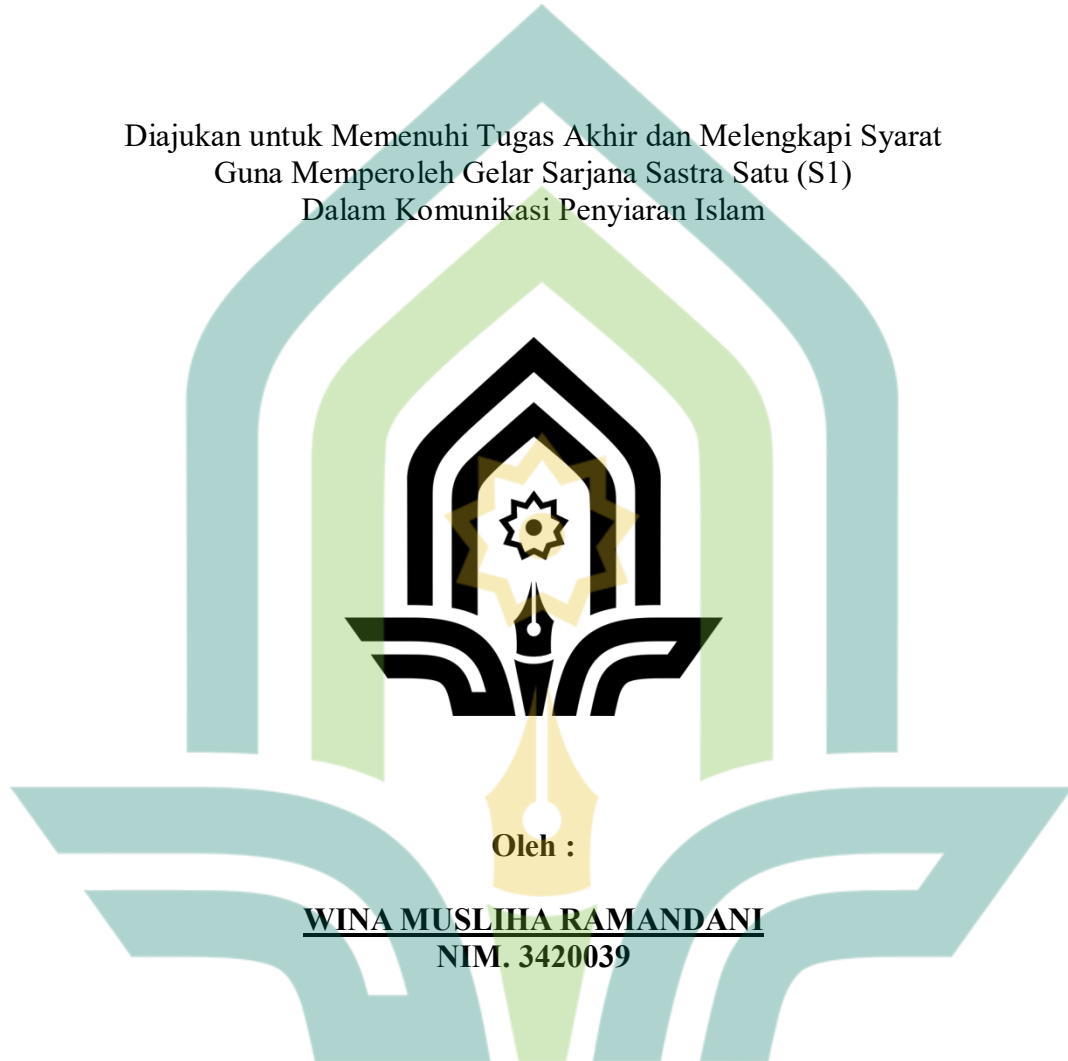 Diajukan untuk Memenuhi Tugas Akhir dan Melengkapi Syarat
Guna Memperoleh Gelar Sarjana Sastra Satu (S1)
Dalam Komunikasi Penyiaran Islam
Oleh :
WINA MUSLIHA RAMANDANI
NIM. 3420039